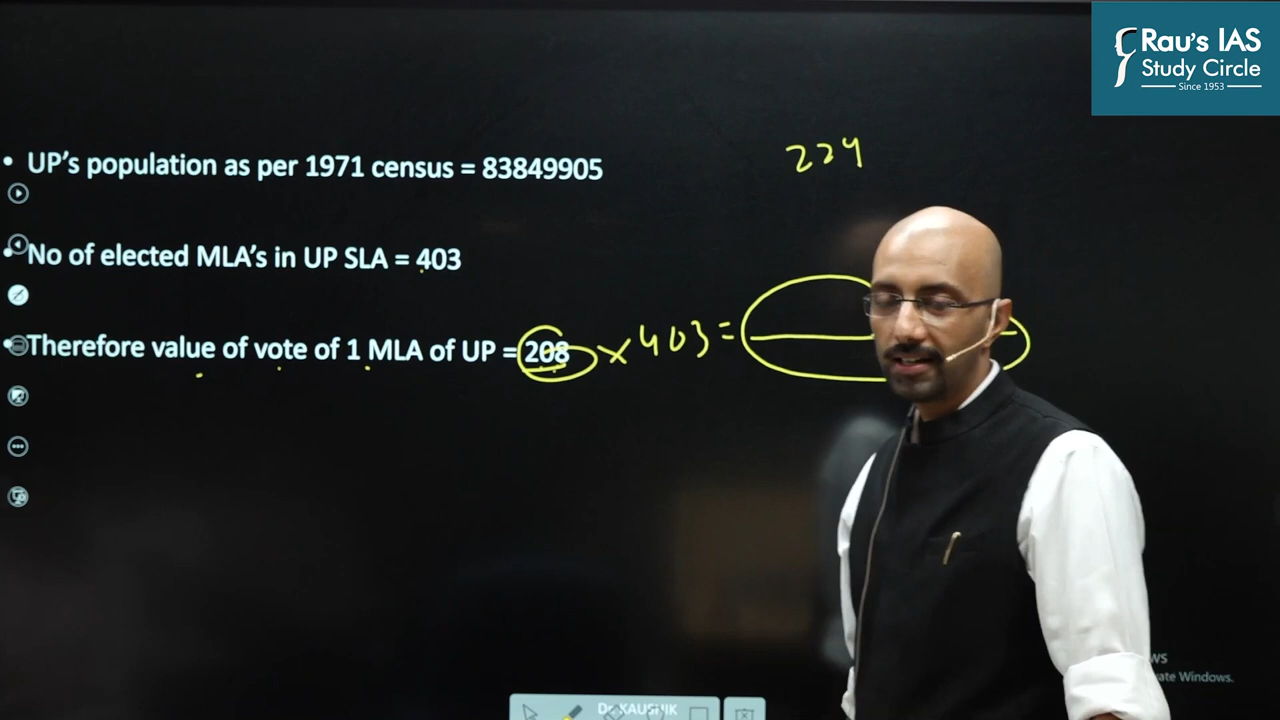 Rau's IAS
Study Circle
Since 1953
• UP's population as per 1971 census = 83849905
224
• No of elected MLA's in UP SLA = 403
• Therefore value of vote of 1 MLA of UP = 208 × 403 =
Windows.
Dr KAUSHIK